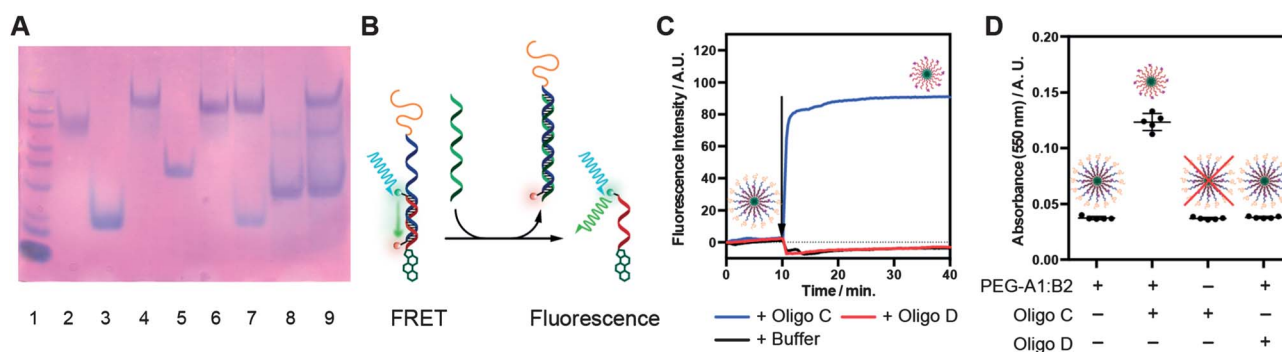 A
1 2 3 4 5 6 7 8 9
B
FRET
Fluorescence
C
Fluorescence Intensity / A.U.
120
100
80
60
40
20
0
0 10 20 30 40
Time / min.
+ Oligo C
+ Oligo D
+ Buffer
D
Absorbance (550 nm) / A. U.
0.20
0.15
0.10
0.05
0.00
PEG-A1:B2 + + – +
Oligo C – + + –
Oligo D – – – +